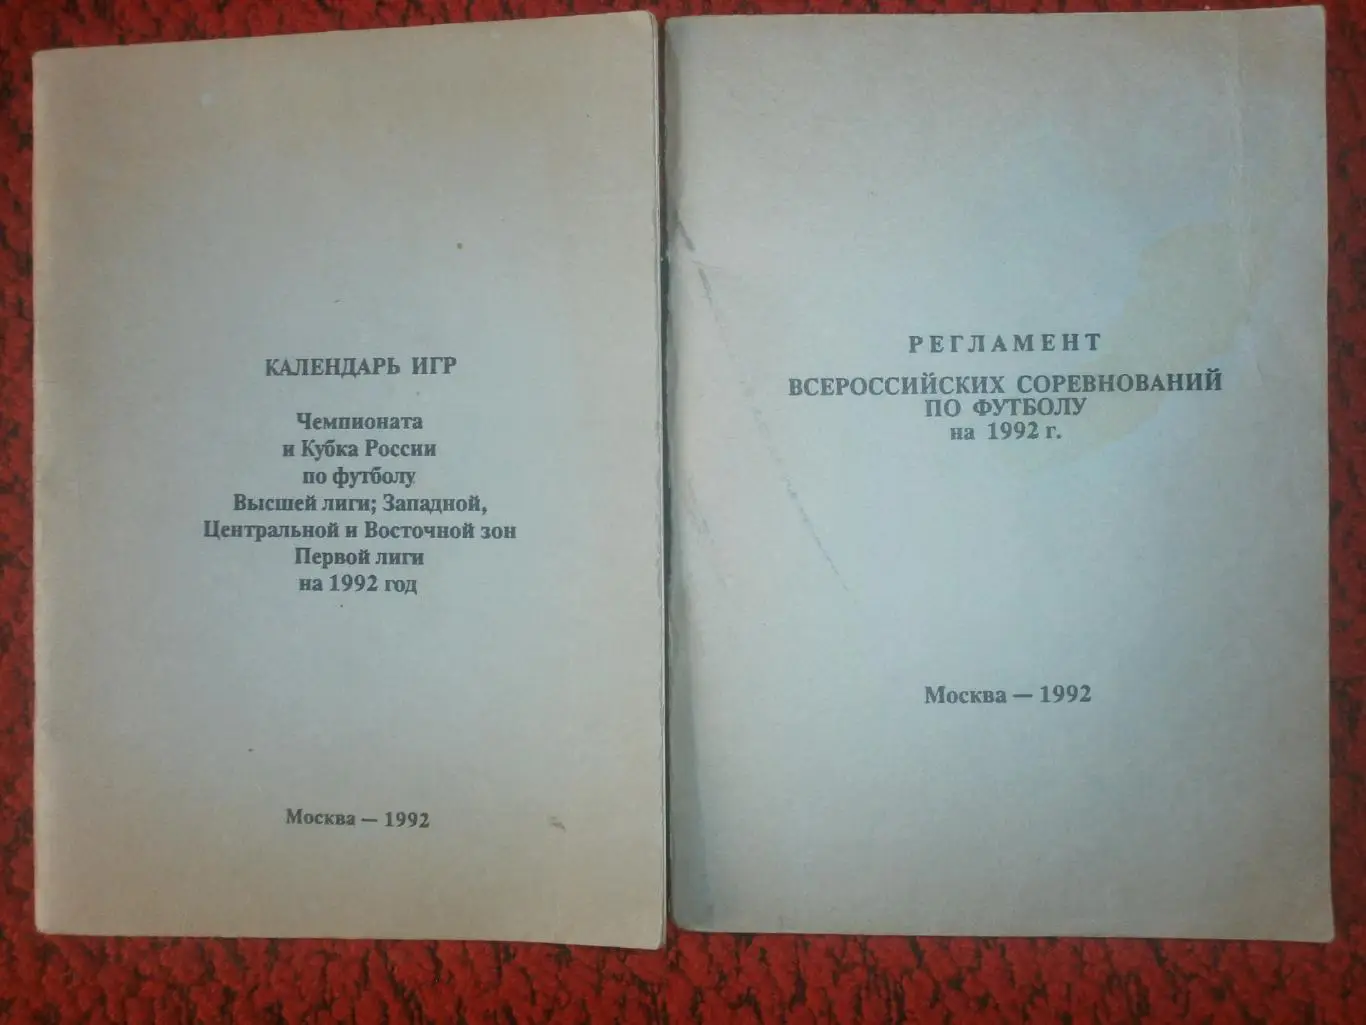 КАЛЕНДАРЬ ИГР
Чемпионата
и Кубка России
по футболу
Высшей лиги; Западной,
Центральной и Восточной зон
Первой лиги
на 1992 год
Москва — 1992
РЕГЛАМЕНТ
ВСЕРОССИЙСКИХ СОРЕВНОВАНИЙ
ПО ФУТБОЛУ
на 1992 г.
Москва — 1992